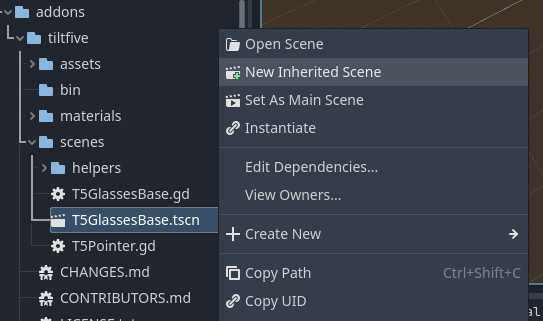 addons
tiltfive
assets
bin
materials
scenes
helpers
T5GlassesBase.gd
T5GlassesBase.tscn
T5Pointer.gd
CHANGES.md
CONTRIBUTORS.md
Open Scene
New Inherited Scene
Set As Main Scene
Instantiate
Edit Dependencies...
View Owners...
Create New
Copy Path Ctrl+Shift+C
Copy UID